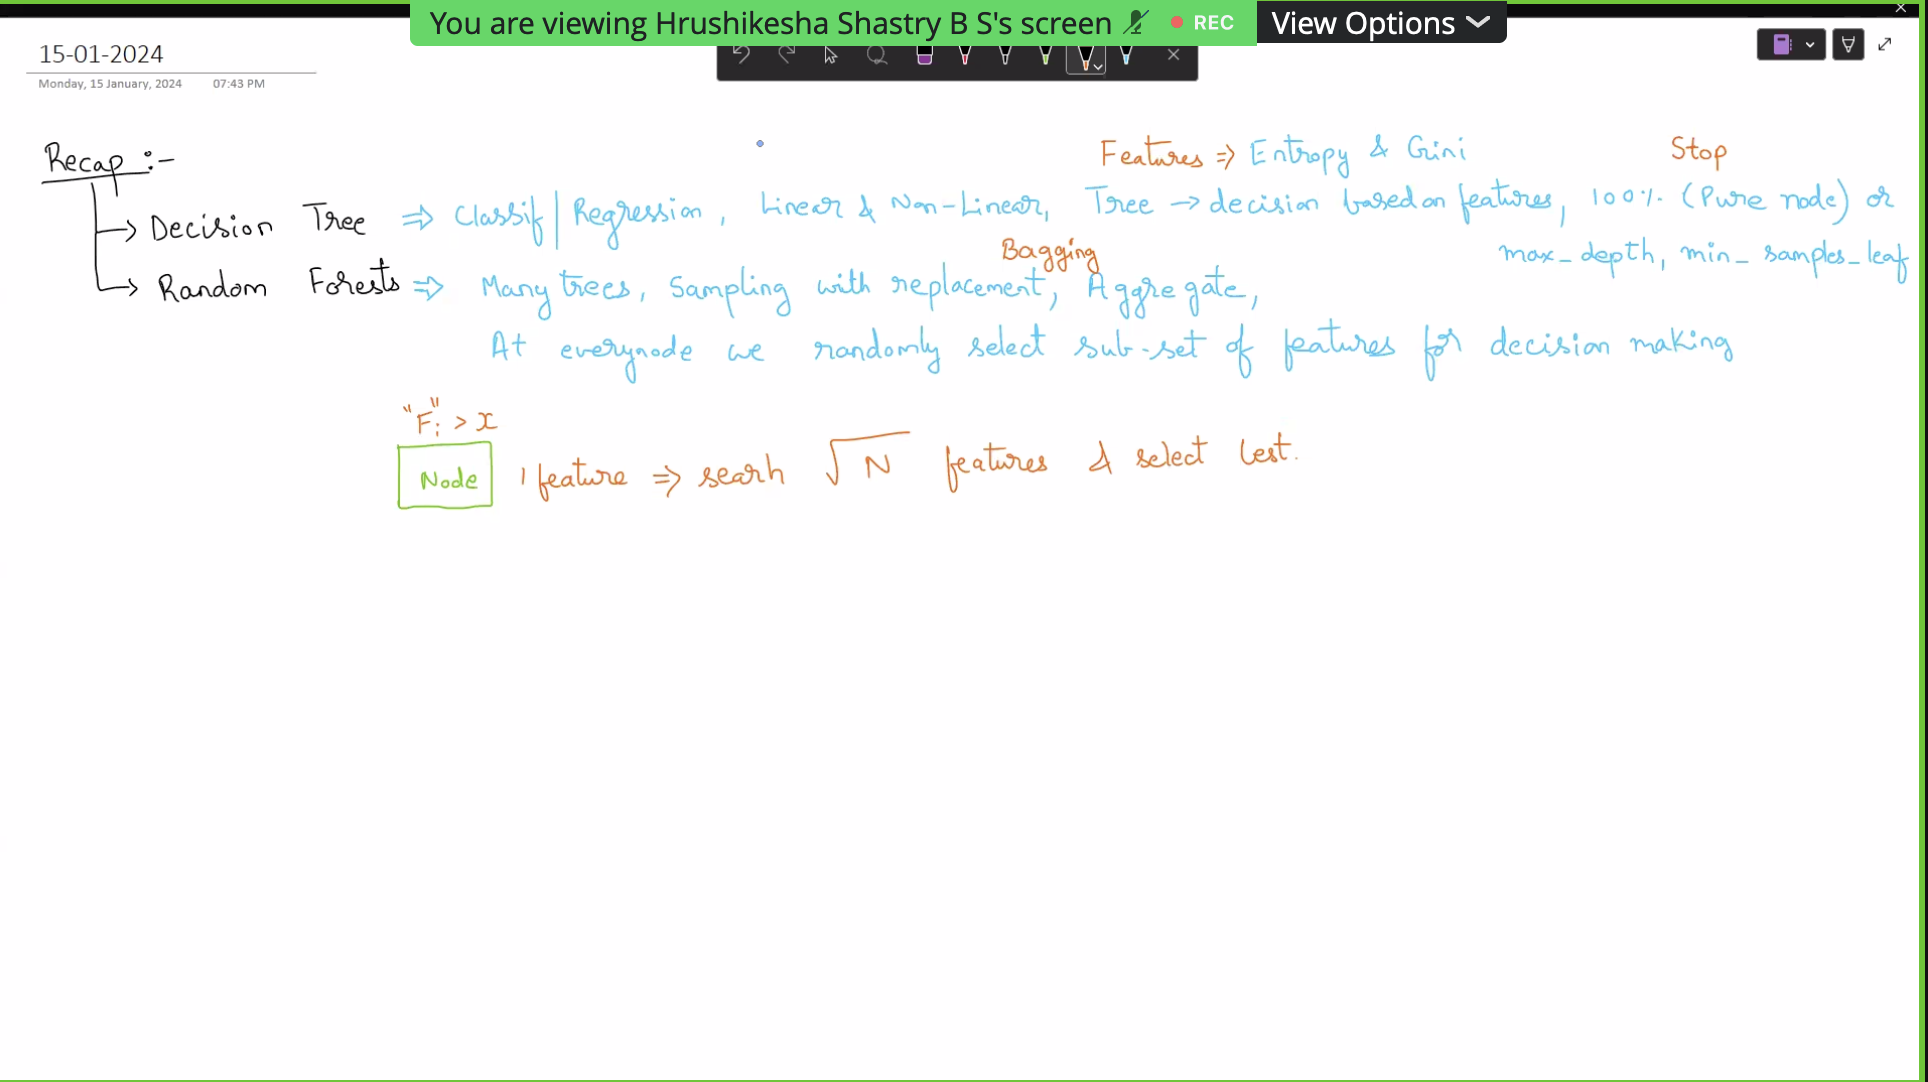 You are viewing Hrushikesha Shastry B S's screen REC View Options
15-01-2024
Monday, 15 January, 2024 07:43 PM
Recap :-
Features => Entropy & Gini Stop
Decision Tree => Classif | Regression , Linear & Non-Linear, Tree -> decision based on features, 100% (Pure node) or
max_depth, min_samples_leaf
Bagging
Random Forests => Many trees, Sampling with replacement, Aggregate,
At everynode we randomly select sub-set of features for decision making
"Fi" > x
Node 1 feature => searh √N features & select best.